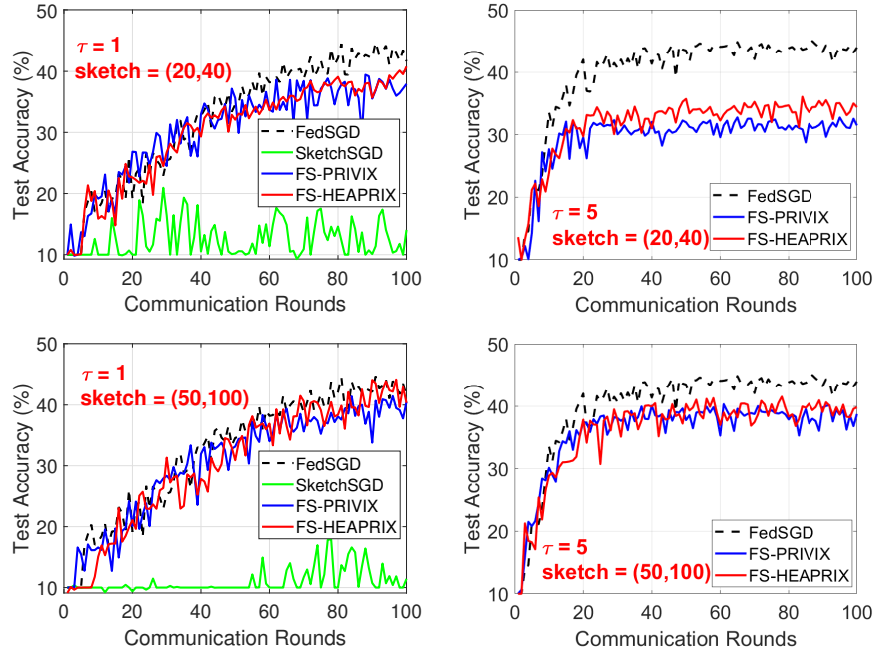 50
40
30
20
10
0
20
40
60
80
100
Test Accuracy (%)
Communication Rounds
τ = 1
sketch = (20,40)
FedSGD
SketchSGD
FS-PRIVIX
FS-HEAPRIX
50
40
30
20
10
0
20
40
60
80
100
Test Accuracy (%)
Communication Rounds
τ = 5
sketch = (20,40)
FedSGD
FS-PRIVIX
FS-HEAPRIX
50
40
30
20
10
0
20
40
60
80
100
Test Accuracy (%)
Communication Rounds
τ = 1
sketch = (50,100)
FedSGD
SketchSGD
FS-PRIVIX
FS-HEAPRIX
50
40
30
20
10
0
20
40
60
80
100
Test Accuracy (%)
Communication Rounds
τ = 5
sketch = (50,100)
FedSGD
FS-PRIVIX
FS-HEAPRIX